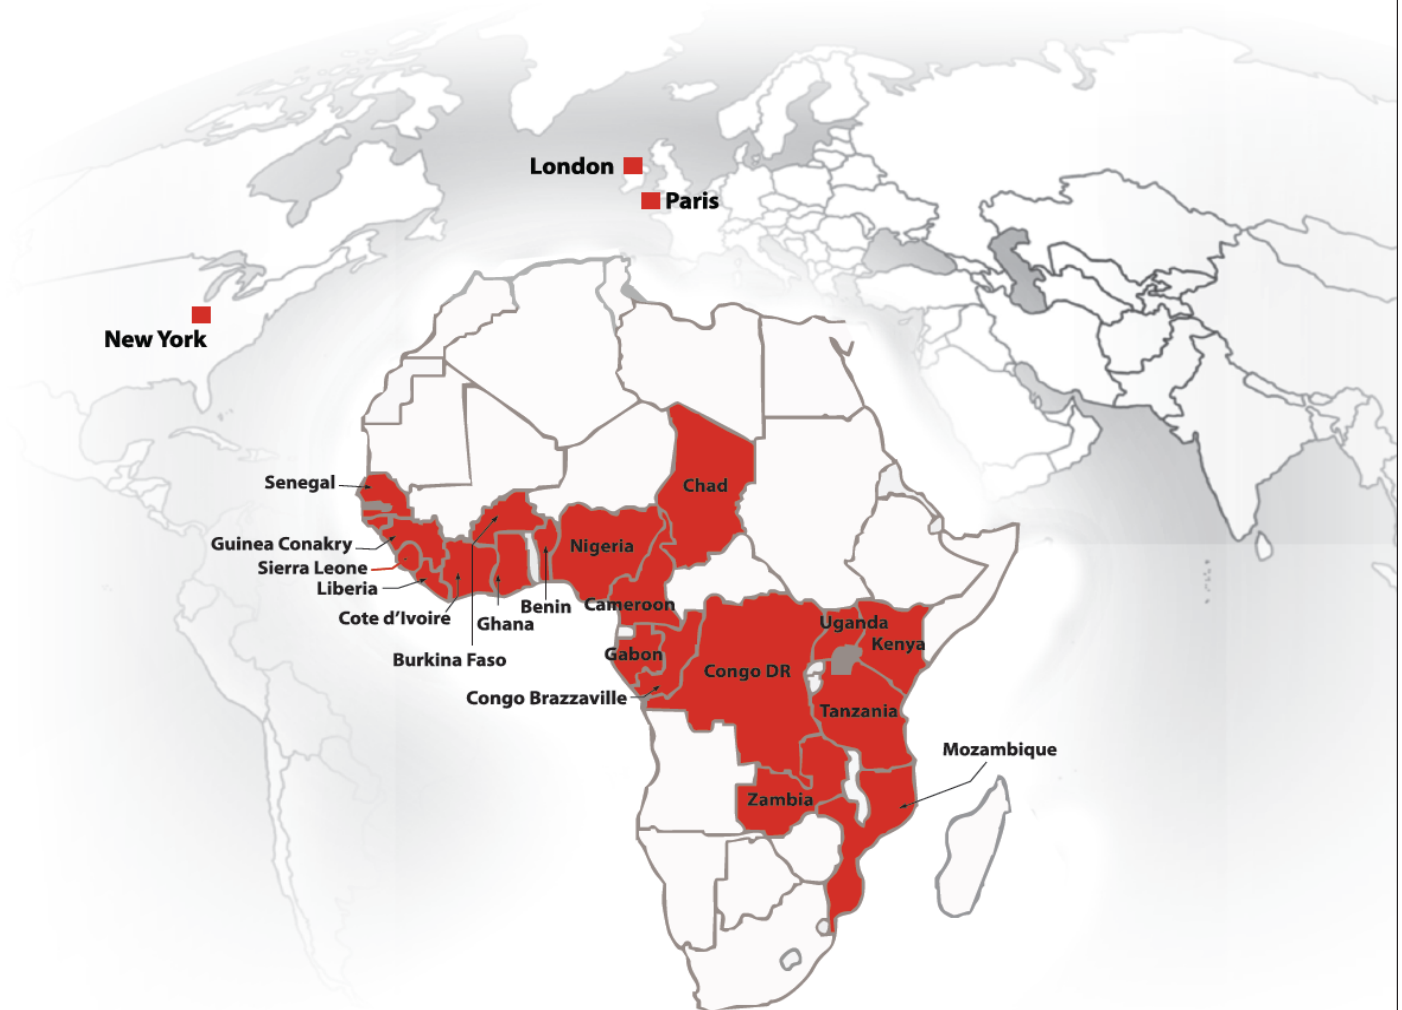 London
Paris
New York
Senegal
Chad
Guinea Conakry
Nigeria
Sierra Leone
Liberia
Benin
Cameroon
Cote d'Ivoire
Ghana
Uganda
Kenya
Burkina Faso
Gabon
Congo DR
Congo Brazzaville
Tanzania
Mozambique
Zambia